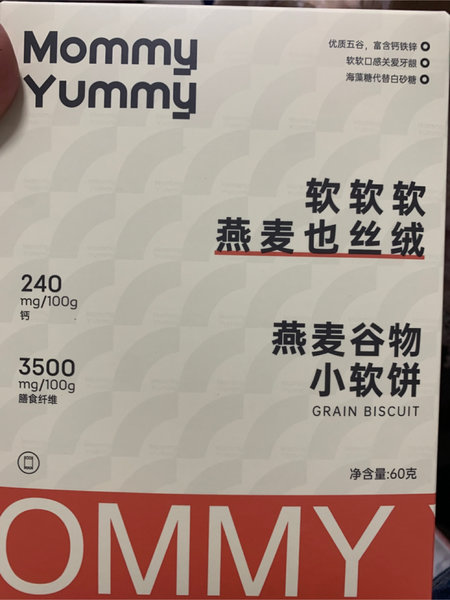 Mommy
Yummy
优质五谷，富含钙铁锌
软软口感关爱牙龈
海藻糖代替白砂糖
软软软
燕麦也丝绒
240
mg/100g
钙
3500
mg/100g
膳食纤维
燕麦谷物
小软饼
GRAIN BISCUIT
净含量:60克
OMMY Y